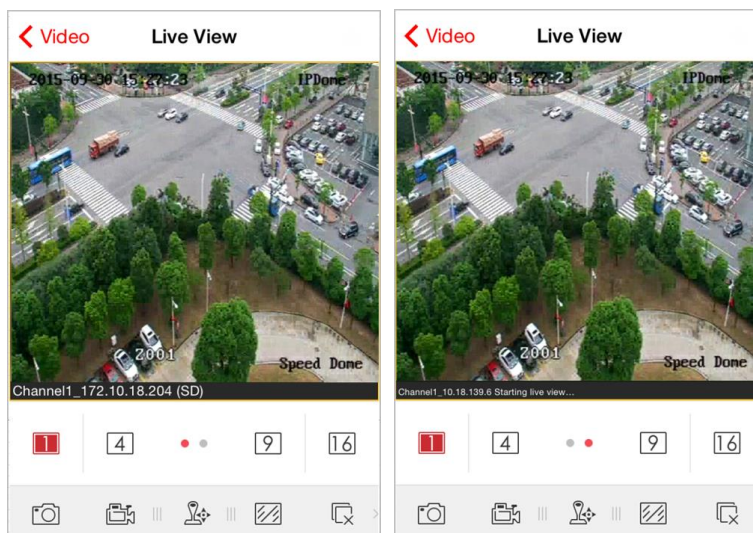 Video
Live View
2015-09-30 15:27:23
IPDome
Z001
Speed Dome
Channel1_172.10.18.204 (SD)
1
4
9
16
Video
Live View
2015-09-30 15:27:23
IPDome
Z001
Speed Dome
Channel1_10.18.139.6 Starting live view...
1
4
9
16